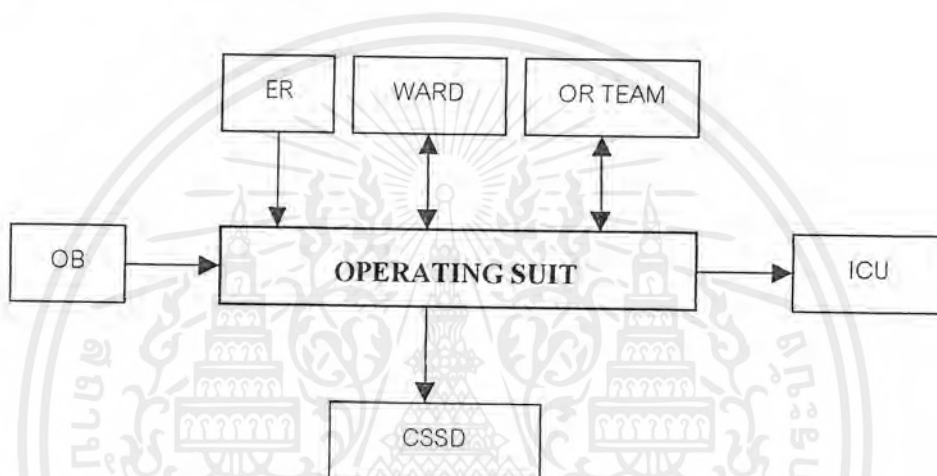 ER
WARD
OR TEAM
OB
OPERATING SUIT
ICU
CSSD